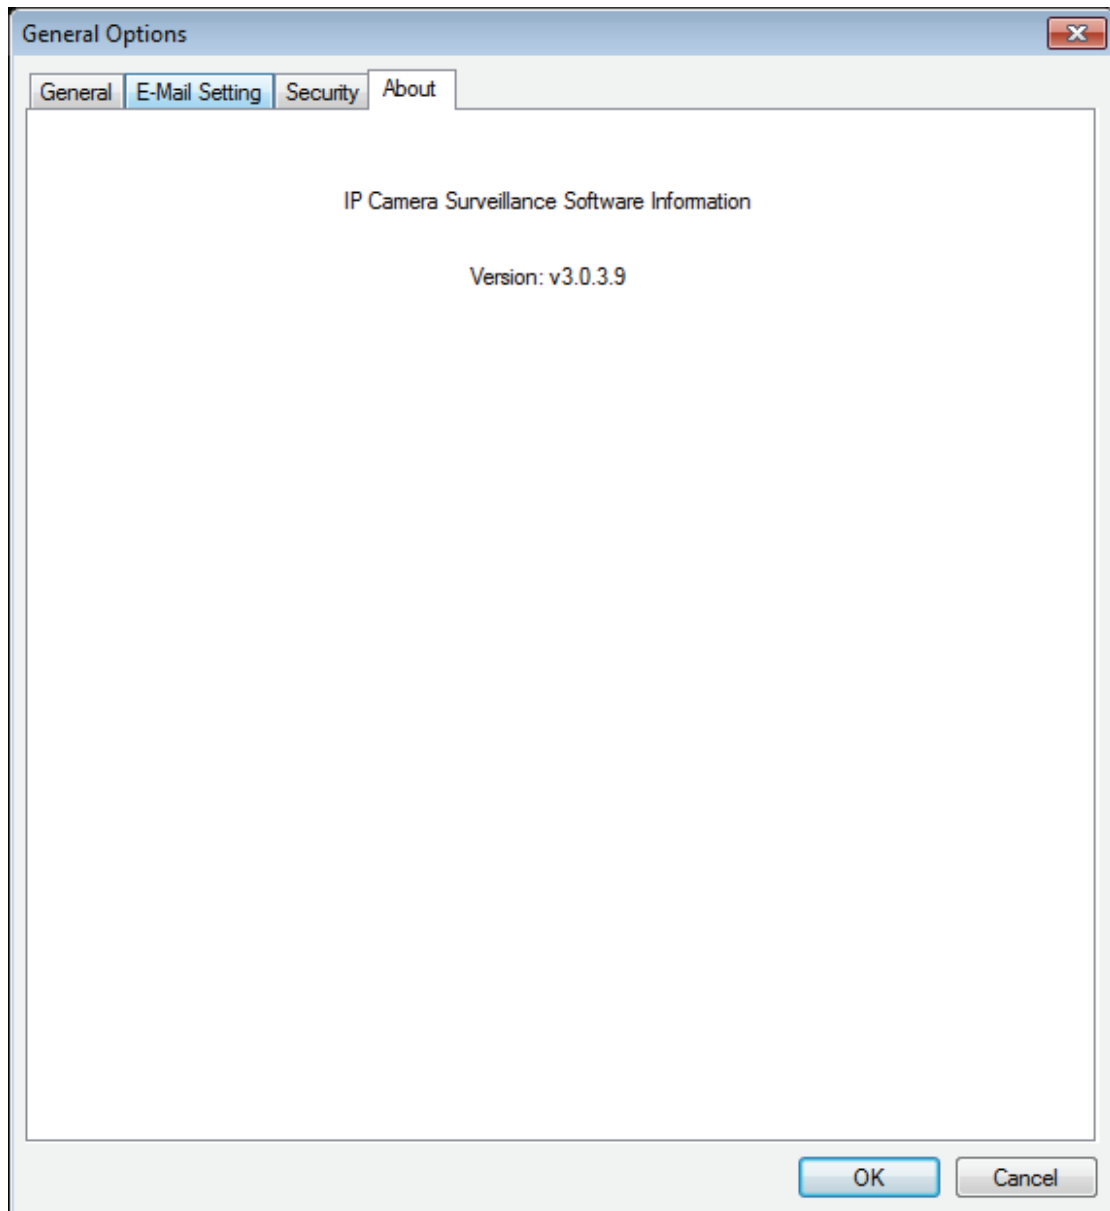 General Options
General
E-Mail Setting
Security
About
IP Camera Surveillance Software Information
Version: v3.0.3.9
OK
Cancel